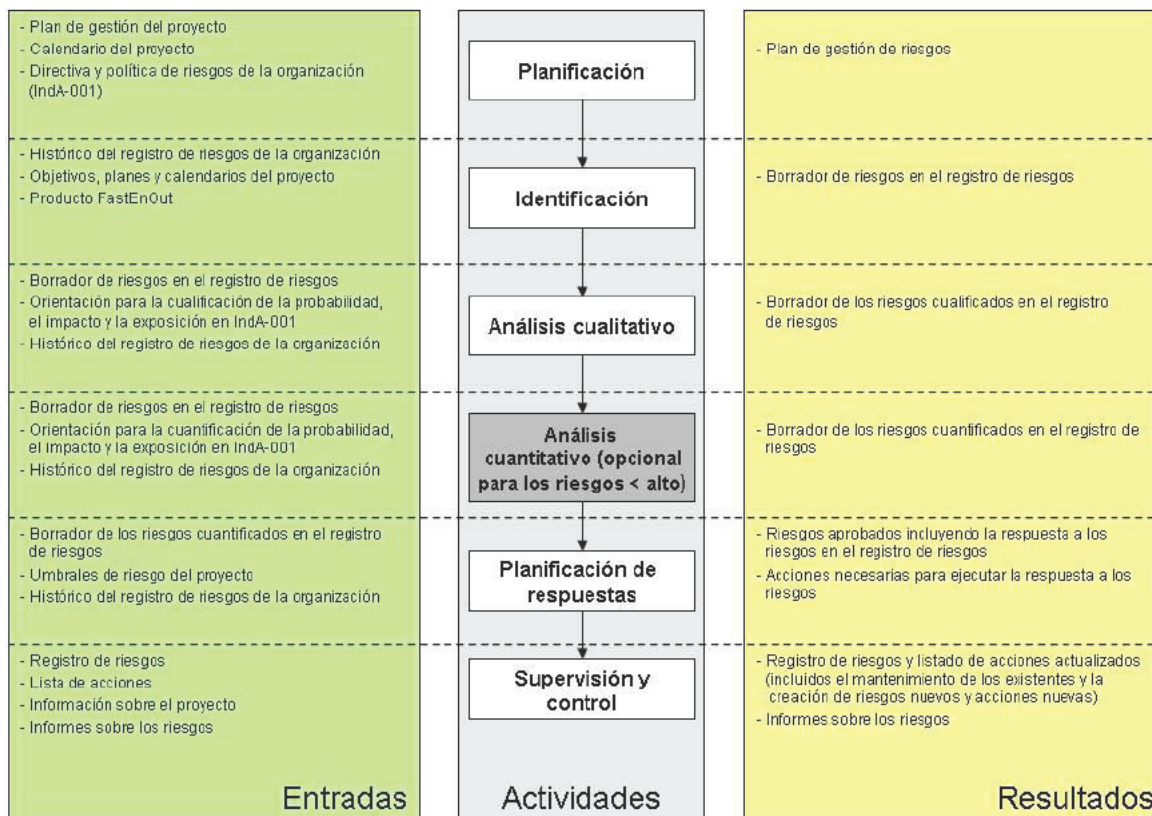 - Plan de gestión del proyecto
- Calendario del proyecto
- Directiva y política de riesgos de la organización
(IndA-001)
Planificación
- Plan de gestión de riesgos
- Histórico del registro de riesgos de la organización
- Objetivos, planes y calendarios del proyecto
- Producto FastEnOut
Identificación
- Borrador de riesgos en el registro de riesgos
- Borrador de riesgos en el registro de riesgos
- Orientación para la cualificación de la probabilidad,
el impacto y la exposición en IndA-001
- Histórico del registro de riesgos de la organización
Análisis cualitativo
- Borrador de los riesgos cualificados en el registro
de riesgos
- Borrador de riesgos en el registro de riesgos
- Orientación para la cuantificación de la probabilidad,
el impacto y la exposición en IndA-001
- Histórico del registro de riesgos de la organización
Análisis
cuantitativo (opcional
para los riesgos < alto)
- Borrador de los riesgos cuantificados en el registro de
riesgos
- Borrador de los riesgos cuantificados en el registro
de riesgos
- Umbrales de riesgo del proyecto
- Histórico del registro de riesgos de la organización
Planificación de
respuestas
- Riesgos aprobados incluyendo la respuesta a los
riesgos en el registro de riesgos
- Acciones necesarias para ejecutar la respuesta a los
riesgos
- Registro de riesgos
- Lista de acciones
- Información sobre el proyecto
- Informes sobre los riesgos
Supervisión y
control
- Registro de riesgos y listado de acciones actualizados
(incluidos el mantenimiento de los existentes y la
creación de riesgos nuevos y acciones nuevas)
- Informes sobre los riesgos
Entradas
Actividades
Resultados